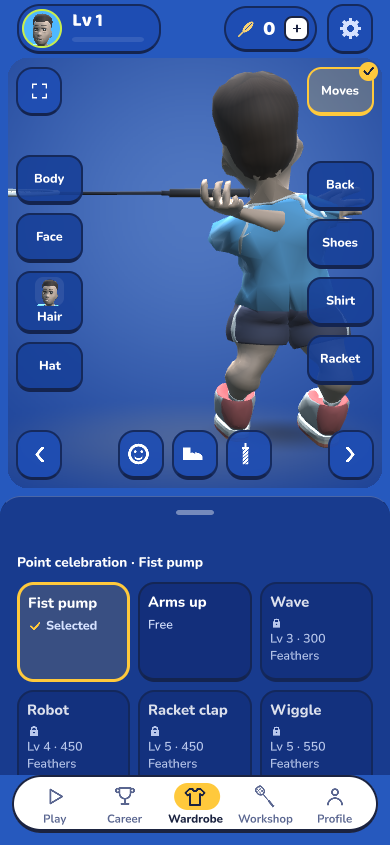 Lv 1
0
+
Moves
Body
Back
Face
Shoes
Hair
Shirt
Hat
Racket
Point celebration · Fist pump
Fist pump
Selected
Arms up
Free
Wave
Lv 3 · 300
Feathers
Robot
Lv 4 · 450
Feathers
Racket clap
Lv 5 · 450
Feathers
Wiggle
Lv 5 · 550
Feathers
Play
Career
Wardrobe
Workshop
Profile